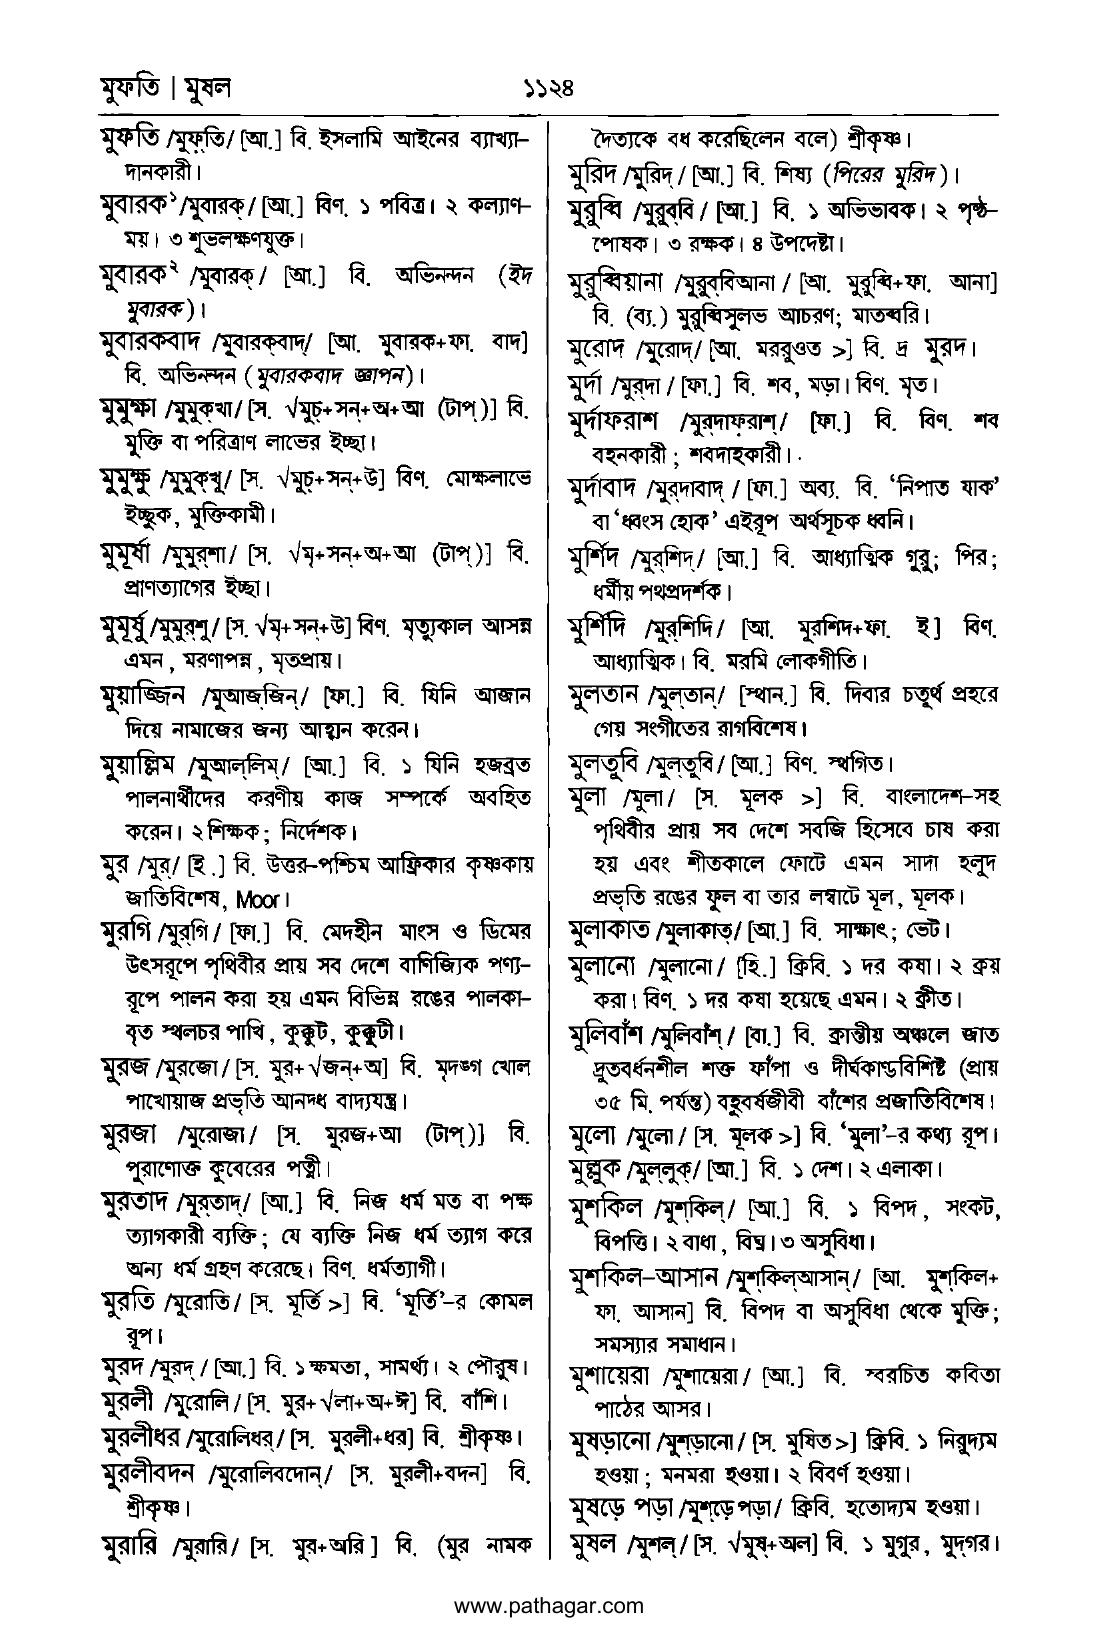 মুফতি | মুষল
১১২৪
মুফতি /মুফ্‌তি/ [আ.] বি. ইসলামি আইনের ব্যাখ্যা-
দানকারী।
মুবারক১ /মুবারক্‌/ [আ.] বিণ. ১ পবিত্র। ২ কল্যাণ-
ময়। ৩ শুভলক্ষণযুক্ত।
মুবারক২ /মুবারক্‌/ [আ.] বি. অভিনন্দন (ইদ
মুবারক)।
মুবারকবাদ /মুবারক্‌বাদ্‌/ [আ. মুবারক+ফা. বাদ]
বি. অভিনন্দন (মুবারকবাদ জ্ঞাপন)।
মুমুক্ষা /মুমুক্‌খা/ [স. √মুচ্‌+সন্‌+অ+আ (টাপ্‌)] বি.
মুক্তি বা পরিত্রাণ লাভের ইচ্ছা।
মুমুক্ষু /মুমুক্‌খু/ [স. √মুচ্‌+সন্‌+উ] বিণ. মোক্ষলাভে
ইচ্ছুক, মুক্তিকামী।
মুমূর্ষা /মুমুর্‌শা/ [স. √মৃ+সন্‌+অ+আ (টাপ্‌)] বি.
প্রাণত্যাগের ইচ্ছা।
মুমূর্ষু /মুমুর্‌শু/ [স. √মৃ+সন্‌+উ] বিণ. মৃত্যুকাল আসন্ন
এমন, মরণাপন্ন, মৃতপ্রায়।
মুয়াজ্জিন /মুআজ্‌জিন্‌/ [ফা.] বি. যিনি আজান
দিয়ে নামাজের জন্য আহ্বান করেন।
মুয়াল্লিম /মুআল্‌লিম্‌/ [আ.] বি. ১ যিনি হজব্রত
পালনার্থীদের করণীয় কাজ সম্পর্কে অবহিত
করেন। ২ শিক্ষক; নির্দেশক।
মুর /মুর্‌/ [ই.] বি. উত্তর-পশ্চিম আফ্রিকার কৃষ্ণকায়
জাতিবিশেষ, Moor।
মুরগি /মুর্‌গি/ [ফা.] বি. মেদহীন মাংস ও ডিমের
উৎসরূপে পৃথিবীর প্রায় সব দেশে বাণিজ্যিক পণ্য-
রূপে পালন করা হয় এমন বিভিন্ন রঙের পালকা-
বৃত স্থলচর পাখি, কুক্কুট, কুক্কুটী।
মুরজ /মুরজো/ [স. মুর+√জন্‌+অ] বি. মৃদঙ্গ খোল
পাখোয়াজ প্রভৃতি আনদ্ধ বাদ্যযন্ত্র।
মুরজা /মুরোজা/ [স. মুরজ+আ (টাপ্‌)] বি.
পুরাণোক্ত কুবেরের পত্নী।
মুরতাদ /মুর্‌তাদ্‌/ [আ.] বি. নিজ ধর্ম মত বা পক্ষ
ত্যাগকারী ব্যক্তি; যে ব্যক্তি নিজ ধর্ম ত্যাগ করে
অন্য ধর্ম গ্রহণ করেছে। বিণ. ধর্মত্যাগী।
মুরতি /মুরোতি/ [স. মূর্তি >] বি. ‘মূর্তি’-র কোমল
রূপ।
মুরদ /মুরদ্‌/ [আ.] বি. ১ ক্ষমতা, সামর্থ্য। ২ পৌরুষ।
মুরলী /মুরোলি/ [স. মুর+√লা+অ+ঈ] বি. বাঁশি।
মুরলীধর /মুরোলিধর্‌/ [স. মুরলী+ধর] বি. শ্রীকৃষ্ণ।
মুরলীবদন /মুরোলিবদোন্‌/ [স. মুরলী+বদন] বি.
শ্রীকৃষ্ণ।
মুরারি /মুরারি/ [স. মুর+অরি] বি. (মুর নামক
দৈত্যকে বধ করেছিলেন বলে) শ্রীকৃষ্ণ।
মুরিদ /মুরিদ্‌/ [আ.] বি. শিষ্য (পিরের মুরিদ)।
মুরুব্বি /মুরুব্‌বি/ [আ.] বি. ১ অভিভাবক। ২ পৃষ্ঠ-
পোষক। ৩ রক্ষক। ৪ উপদেষ্টা।
মুরুব্বিয়ানা /মুরুব্‌বিআনা/ [আ. মুরুব্বি+ফা. আনা]
বি. (ব্য.) মুরুব্বিসুলভ আচরণ; মাতব্বরি।
মুরোদ /মুরোদ্‌/ [আ. মররুওত >] বি. দ্র মুরদ।
মুর্দা /মুর্‌দা/ [ফা.] বি. শব, মড়া। বিণ. মৃত।
মুর্দাফরাশ /মুর্‌দাফ্‌রাশ্‌/ [ফা.] বি. বিণ. শব
বহনকারী; শবদাহকারী।
মুর্দাবাদ /মুর্‌দাবাদ্‌/ [ফা.] অব্য. বি. ‘নিপাত যাক’
বা ‘ধ্বংস হোক’ এইরূপ অর্থসূচক ধ্বনি।
মুর্শিদ /মুর্‌শিদ্‌/ [আ.] বি. আধ্যাত্মিক গুরু; পির;
ধর্মীয় পথপ্রদর্শক।
মুর্শিদি /মুর্‌শিদি/ [আ. মুরশিদ+ফা. ই] বিণ.
আধ্যাত্মিক। বি. মরমি লোকগীতি।
মুলতান /মুল্‌তান্‌/ [স্থান.] বি. দিবার চতুর্থ প্রহরে
গেয় সংগীতের রাগবিশেষ।
মুলতুবি /মুল্‌তুবি/ [আ.] বিণ. স্থগিত।
মুলা /মুলা/ [স. মূলক >] বি. বাংলাদেশ-সহ
পৃথিবীর প্রায় সব দেশে সবজি হিসেবে চাষ করা
হয় এবং শীতকালে ফোটে এমন সাদা হলুদ
প্রভৃতি রঙের ফুল বা তার লম্বাটে মূল, মূলক।
মুলাকাত /মুলাকাত্‌/ [আ.] বি. সাক্ষাৎ; ভেট।
মুলানো /মুলানো/ [হি.] ক্রিবি. ১ দর কষা। ২ ক্রয়
করা। বিণ. ১ দর কষা হয়েছে এমন। ২ ক্রীত।
মুলিবাঁশ /মুলিবাঁশ্‌/ [বা.] বি. ক্রান্তীয় অঞ্চলে জাত
দ্রুতবর্ধনশীল শক্ত ফাঁপা ও দীর্ঘকাণ্ডবিশিষ্ট (প্রায়
৩৫ মি. পর্যন্ত) বহুবর্ষজীবী বাঁশের প্রজাতিবিশেষ।
মুলো /মুলো/ [স. মূলক >] বি. ‘মুলা’-র কথ্য রূপ।
মুল্লুক /মুল্‌লুক্‌/ [আ.] বি. ১ দেশ। ২ এলাকা।
মুশকিল /মুশ্‌কিল্‌/ [আ.] বি. ১ বিপদ, সংকট,
বিপত্তি। ২ বাধা, বিঘ্ন। ৩ অসুবিধা।
মুশকিল-আসান /মুশ্‌কিল্‌আসান্‌/ [আ. মুশ্‌কিল+
ফা. আসান] বি. বিপদ বা অসুবিধা থেকে মুক্তি;
সমস্যার সমাধান।
মুশায়েরা /মুশায়েরা/ [আ.] বি. স্বরচিত কবিতা
পাঠের আসর।
মুষড়ানো /মুশ্‌ড়ানো/ [স. মুষিত>] ক্রিবি. ১ নিরুদ্যম
হওয়া; মনমরা হওয়া। ২ বিবর্ণ হওয়া।
মুষড়ে পড়া /মুশ্‌ড়ে পড়া/ ক্রিবি. হতোদ্যম হওয়া।
মুষল /মুশল্‌/ [স. √মুষ্‌+অল] বি. ১ মুগুর, মুদ্‌গর।
www.pathagar.com